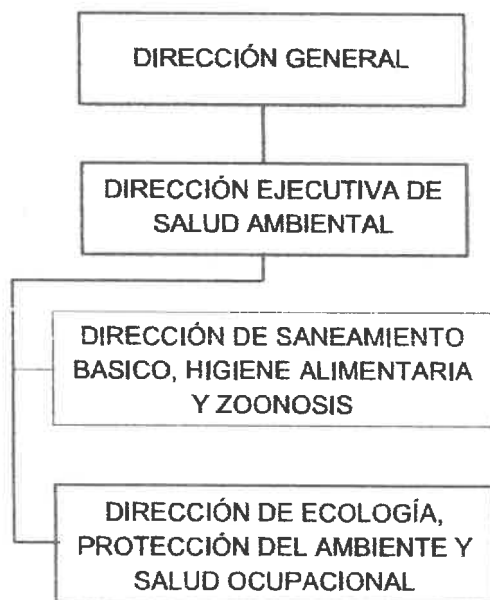 DIRECCIÓN GENERAL
DIRECCIÓN EJECUTIVA DE
SALUD AMBIENTAL
DIRECCIÓN DE SANEAMIENTO
BASICO, HIGIENE ALIMENTARIA
Y ZOONOSIS
DIRECCIÓN DE ECOLOGÍA,
PROTECCIÓN DEL AMBIENTE Y
SALUD OCUPACIONAL